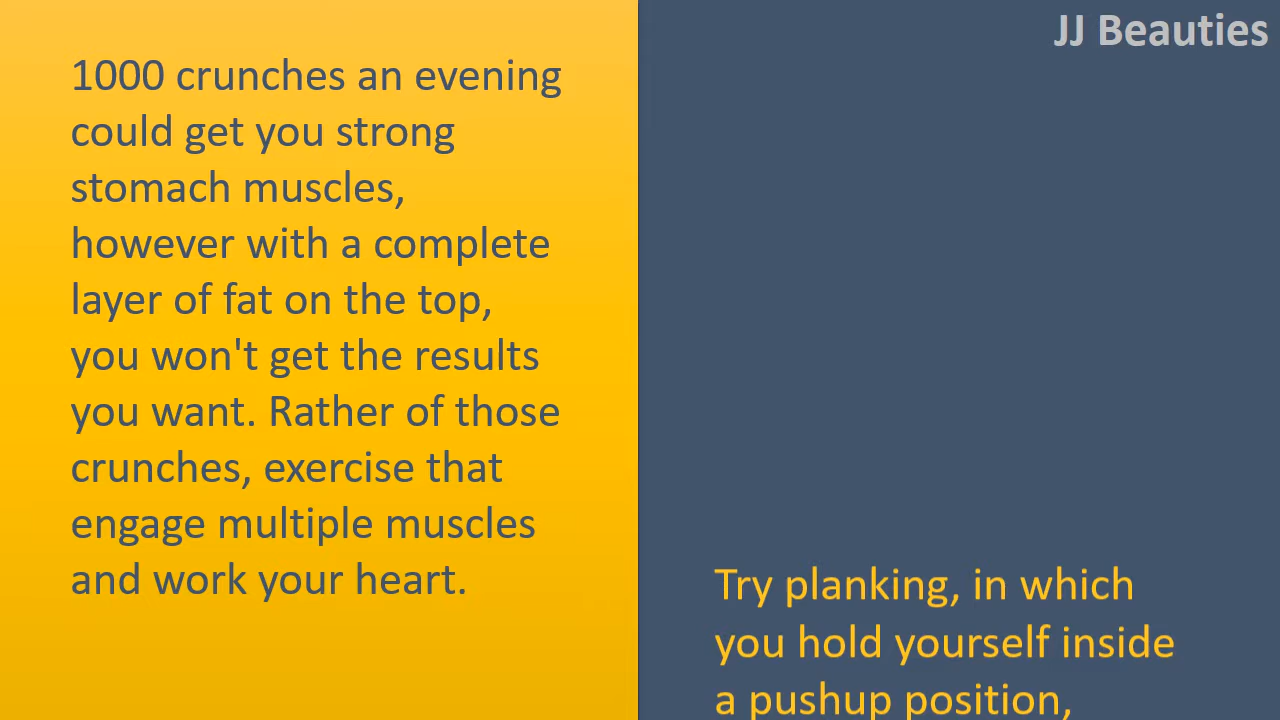 JJ Beauties
1000 crunches an evening
could get you strong
stomach muscles,
however with a complete
layer of fat on the top,
you won't get the results
you want. Rather of those
crunches, exercise that
engage multiple muscles
and work your heart.
Try planking, in which
you hold yourself inside
a pushup position,